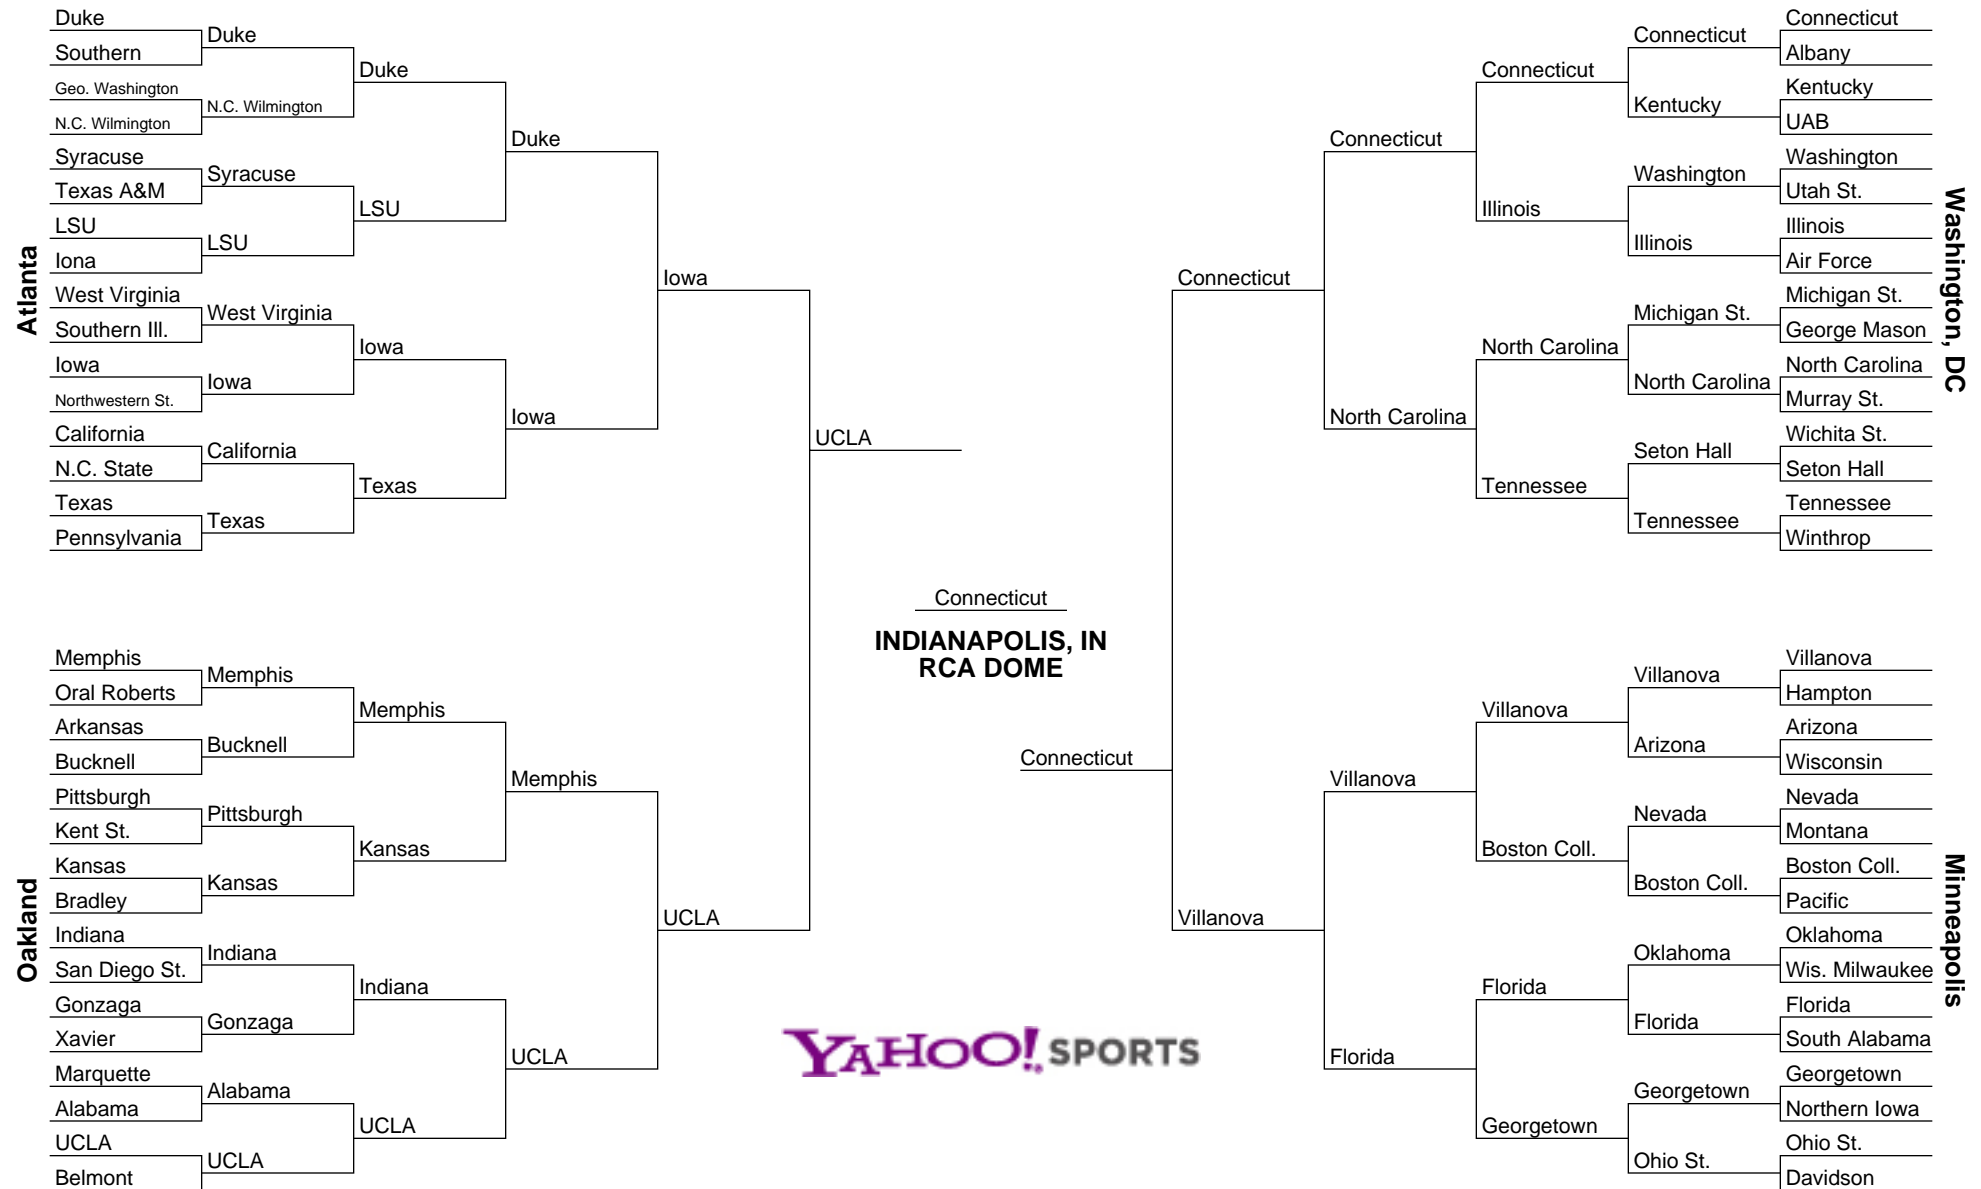 Duke
Southern
Geo. Washington
N.C. Wilmington
Syracuse
Texas A&M
LSU
Iona
West Virginia
Southern Ill.
Iowa
Northwestern St.
California
N.C. State
Texas
Pennsylvania
Duke
N.C. Wilmington
Syracuse
LSU
West Virginia
Iowa
California
Texas
Duke
LSU
Iowa
Texas
Duke
Iowa
Iowa
Atlanta
Memphis
Oral Roberts
Arkansas
Bucknell
Pittsburgh
Kent St.
Kansas
Bradley
Indiana
San Diego St.
Gonzaga
Xavier
Marquette
Alabama
UCLA
Belmont
Memphis
Bucknell
Pittsburgh
Kansas
Indiana
Gonzaga
Alabama
UCLA
Memphis
Kansas
Indiana
UCLA
Memphis
UCLA
UCLA
Oakland
UCLA
Connecticut
INDIANAPOLIS, IN
RCA DOME
Connecticut
YAHOO! SPORTS
Connecticut
Connecticut
North Carolina
Connecticut
Illinois
North Carolina
Tennessee
Connecticut
Kentucky
Washington
Illinois
Michigan St.
North Carolina
Seton Hall
Tennessee
Connecticut
Albany
Kentucky
UAB
Washington
Utah St.
Illinois
Air Force
Michigan St.
George Mason
North Carolina
Murray St.
Wichita St.
Seton Hall
Tennessee
Winthrop
Washington, DC
Villanova
Villanova
Florida
Villanova
Boston Coll.
Florida
Georgetown
Villanova
Arizona
Nevada
Boston Coll.
Oklahoma
Florida
Georgetown
Ohio St.
Villanova
Hampton
Arizona
Wisconsin
Nevada
Montana
Boston Coll.
Pacific
Oklahoma
Wis. Milwaukee
Florida
South Alabama
Georgetown
Northern Iowa
Ohio St.
Davidson
Minneapolis